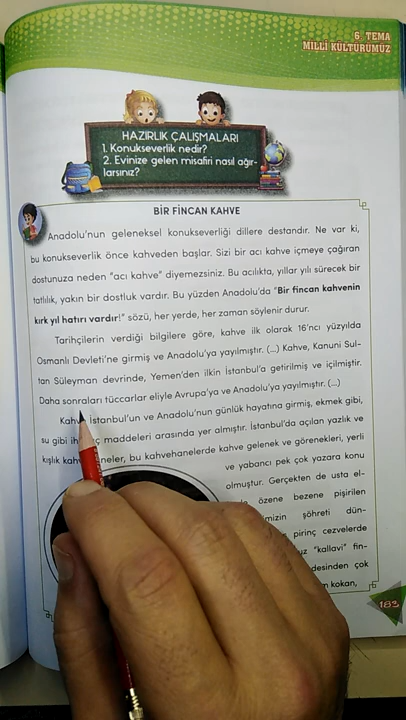 6. TEMA
MİLLÎ KÜLTÜRÜMÜZ
HAZIRLIK ÇALIŞMALARI
1. Konukseverlik nedir?
2. Evinize gelen misafiri nasıl ağır-
larsınız?
BİR FİNCAN KAHVE
Anadolu'nun geleneksel konukseverliği dillere destandır. Ne var ki,
bu konukseverlik önce kahveden başlar. Sizi bir acı kahve içmeye çağıran
dostunuza neden "acı kahve" diyemezsiniz. Bu acılıkta, yıllar yılı sürecek bir
tatlılık, yakın bir dostluk vardır. Bu yüzden Anadolu'da "Bir fincan kahvenin
kırk yıl hatırı vardır!" sözü, her yerde, her zaman söylenir durur.
Tarihçilerin verdiği bilgilere göre, kahve ilk olarak 16'ncı yüzyılda
Osmanlı Devleti'ne girmiş ve Anadolu'ya yayılmıştır. (...) Kahve, Kanuni Sul-
tan Süleyman devrinde, Yemen'den ilkin İstanbul'a getirilmiş ve içilmiştir.
Daha sonraları tüccarlar eliyle Avrupa'ya ve Anadolu'ya yayılmıştır. (...)
Kahve İstanbul'un ve Anadolu'nun günlük hayatına girmiş, ekmek gibi,
su gibi maddeleri arasında yer almıştır. İstanbul'da açılan yazlık ve
kışlık bu kahvehanelerde kahve gelenek ve görenekleri, yerli
ve yabancı pek çok yazara konu
olmuştur. Gerçekten de usta el-
özene bezene pişirilen
şöhreti dün-
pirinç cezvelerde
"kallavi" fin-
çok
kokan,
183